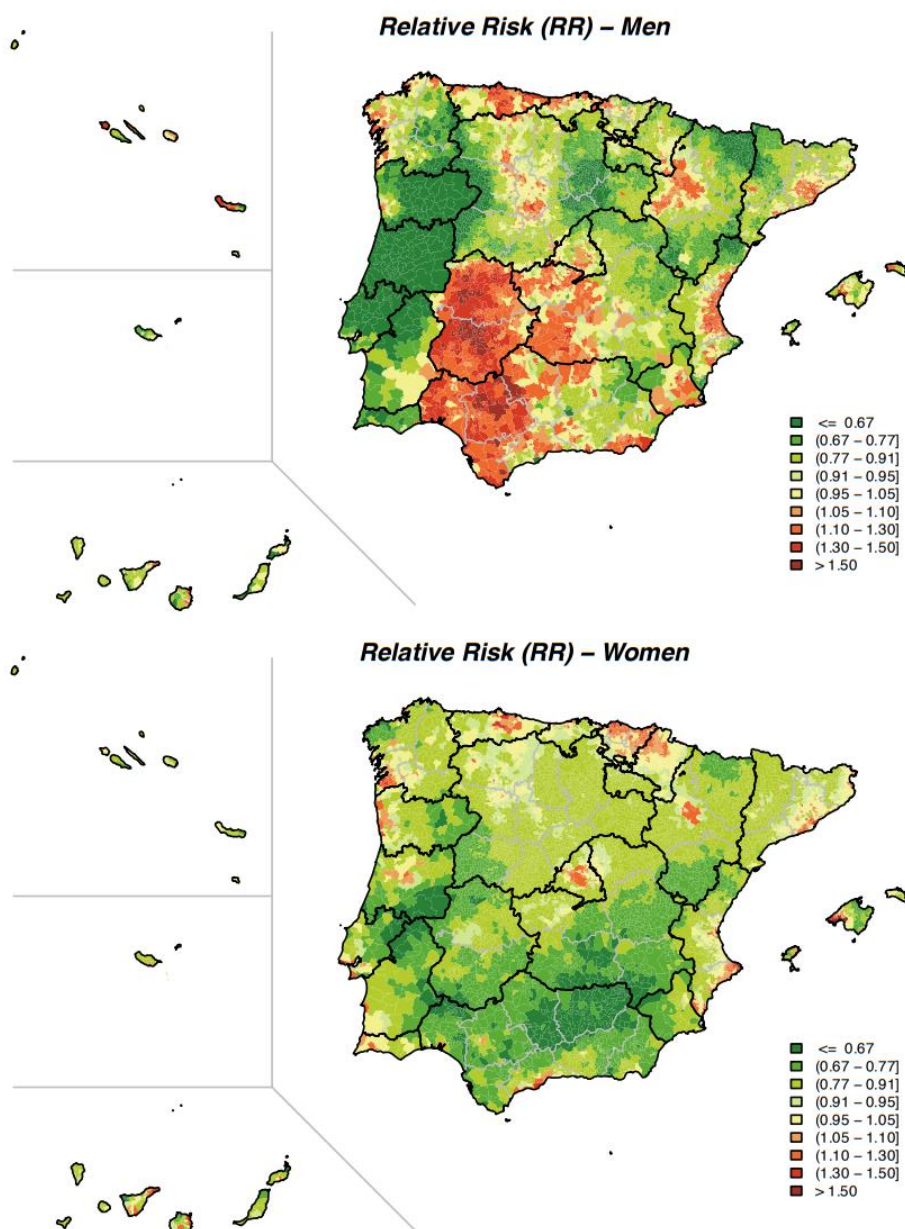 Relative Risk (RR) – Men
<= 0.67
(0.67 – 0.77]
(0.77 – 0.91]
(0.91 – 0.95]
(0.95 – 1.05]
(1.05 – 1.10]
(1.10 – 1.30]
(1.30 – 1.50]
> 1.50
Relative Risk (RR) – Women
<= 0.67
(0.67 – 0.77]
(0.77 – 0.91]
(0.91 – 0.95]
(0.95 – 1.05]
(1.05 – 1.10]
(1.10 – 1.30]
(1.30 – 1.50]
> 1.50